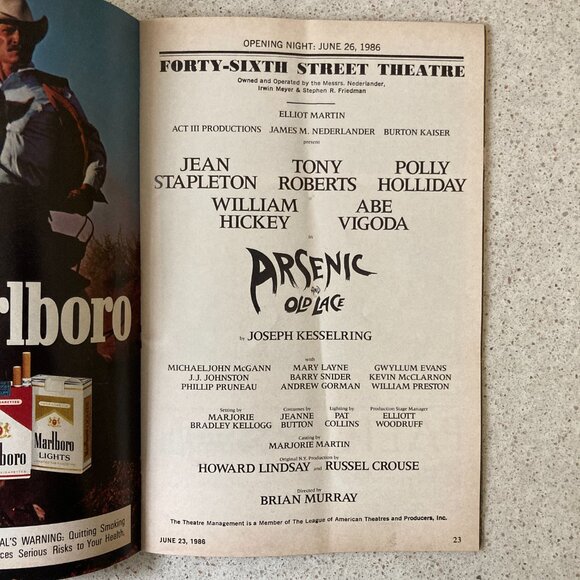 OPENING NIGHT: JUNE 26, 1986
FORTY-SIXTH STREET THEATRE
Owned and Operated by the Messrs. Nederlander,
Irwin Meyer & Stephen R. Friedman
ELLIOT MARTIN
ACT III PRODUCTIONS JAMES M. NEDERLANDER BURTON KAISER
present
JEAN STAPLETON
TONY ROBERTS
POLLY HOLLIDAY
WILLIAM HICKEY
ABE VIGODA
in
ARSENIC
AND
OLD LACE
by JOSEPH KESSELRING
with
MICHAELJOHN McGANN MARY LAYNE GWYLLUM EVANS
J.J. JOHNSTON BARRY SNIDER KEVIN McCLARNON
PHILLIP PRUNEAU ANDREW GORMAN WILLIAM PRESTON
Setting by
MARJORIE
BRADLEY KELLOGG
Costumes by
JEANNE
BUTTON
Lighting by
PAT
COLLINS
Production Stage Manager
ELLIOTT
WOODRUFF
Casting by
MARJORIE MARTIN
Original N.Y. Production by
HOWARD LINDSAY and RUSSEL CROUSE
Directed by
BRIAN MURRAY
The Theatre Management is a Member of The League of American Theatres and Producers, Inc.
JUNE 23, 1986 23
rlboro
boro
Marlboro
LIGHTS
AL'S WARNING: Quitting Smoking
ces Serious Risks to Your Health.